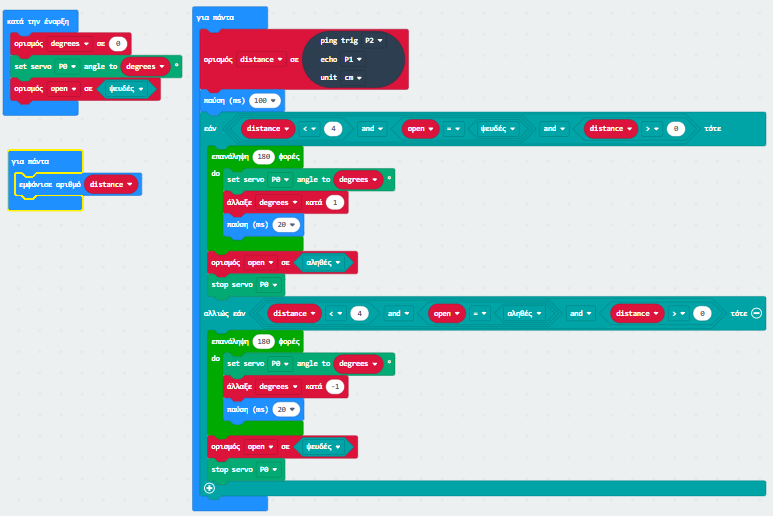 κατά την έναρξη
ορισμός degrees σε 0
set servo P0 angle to degrees °
ορισμός open σε ψευδές
για πάντα
εμφάνισε αριθμό distance
για πάντα
ping trig P2
ορισμός distance σε echo P1
unit cm
παύση (ms) 100
εάν distance < 4 and open = ψευδές and distance > 0 τότε
επανάληψη 180 φορές
do set servo P0 angle to degrees °
άλλαξε degrees κατά 1
παύση (ms) 20
ορισμός open σε αληθές
stop servo P0
αλλιώς εάν distance < 4 and open = αληθές and distance > 0 τότε
επανάληψη 180 φορές
do set servo P0 angle to degrees °
άλλαξε degrees κατά -1
παύση (ms) 20
ορισμός open σε ψευδές
stop servo P0